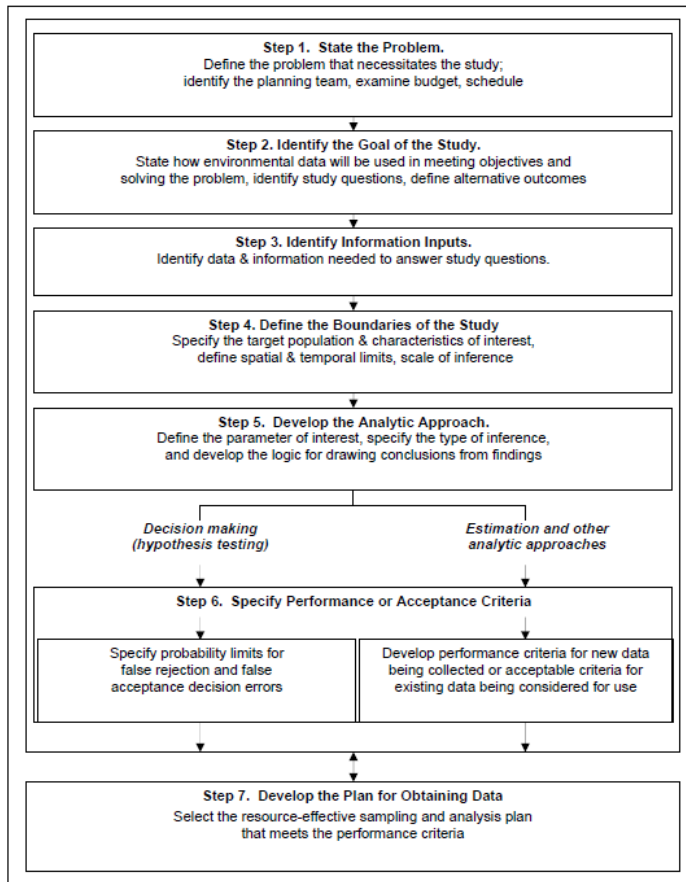 Step 1.  State the Problem.
Define the problem that necessitates the study;
identify the planning team, examine budget, schedule
Step 2. Identify the Goal of the Study.
State how environmental data will be used in meeting objectives and
solving the problem, identify study questions, define alternative outcomes
Step 3. Identify Information Inputs.
Identify data & information needed to answer study questions.
Step 4. Define the Boundaries of the Study
Specify the target population & characteristics of interest,
define spatial & temporal limits, scale of inference
Step 5.  Develop the Analytic Approach.
Define the parameter of interest, specify the type of inference,
and develop the logic for drawing conclusions from findings
Decision making
(hypothesis testing)
Estimation and other
analytic approaches
Step 6.  Specify Performance or Acceptance Criteria
Specify probability limits for
false rejection and false
acceptance decision errors
Develop performance criteria for new data
being collected or acceptable criteria for
existing data being considered for use
Step 7.  Develop the Plan for Obtaining Data
Select the resource-effective sampling and analysis plan
that meets the performance criteria